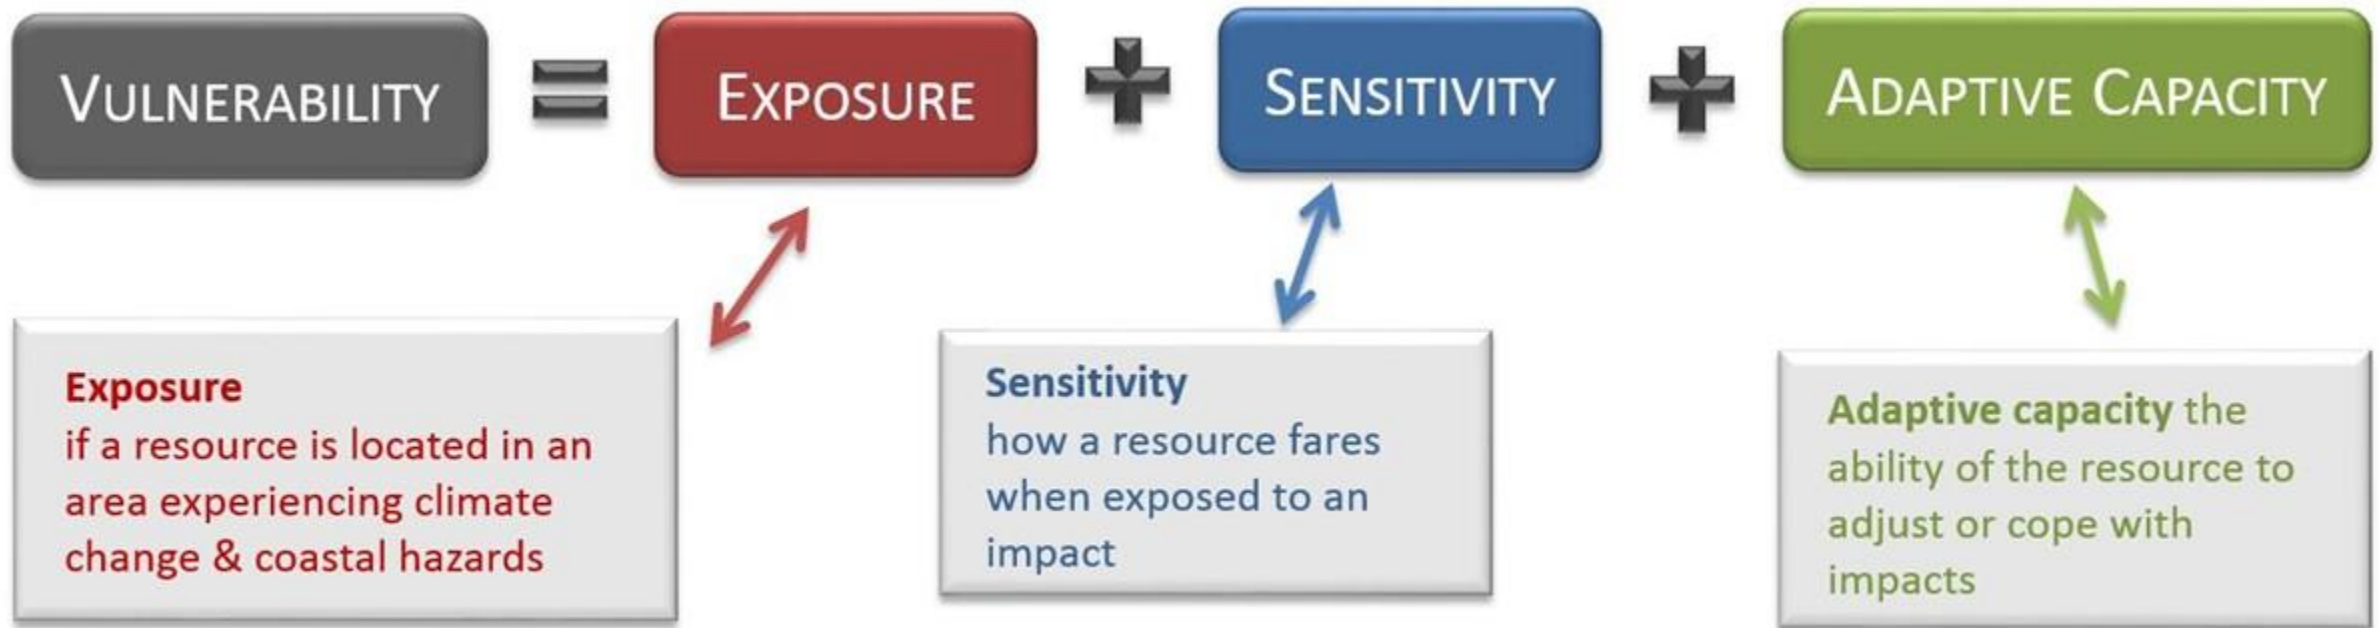 VULNERABILITY = EXPOSURE + SENSITIVITY + ADAPTIVE CAPACITY
Exposure
if a resource is located in an
area experiencing climate
change & coastal hazards
Sensitivity
how a resource fares
when exposed to an
impact
Adaptive capacity the
ability of the resource to
adjust or cope with
impacts